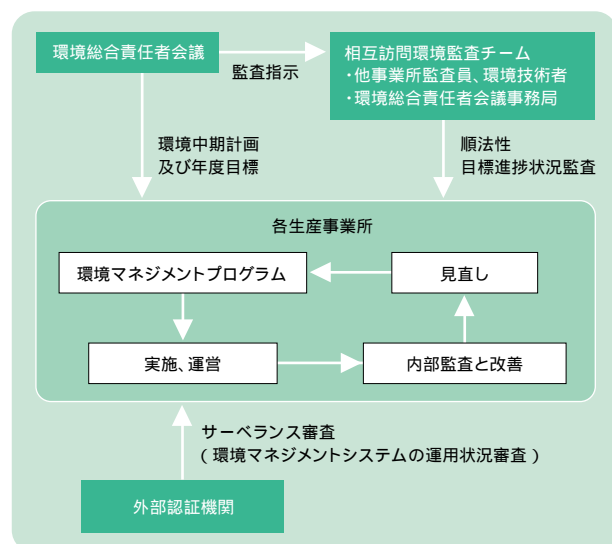 環境総合責任者会議
監査指示
相互訪問環境監査チーム
・他事業所監査員、環境技術者
・環境総合責任者会議事務局
環境中期計画
及び年度目標
順法性
目標進捗状況監査
各生産事業所
環境マネジメントプログラム
見直し
実施、運営
内部監査と改善
サーベランス審査
(環境マネジメントシステムの運用状況審査)
外部認証機関